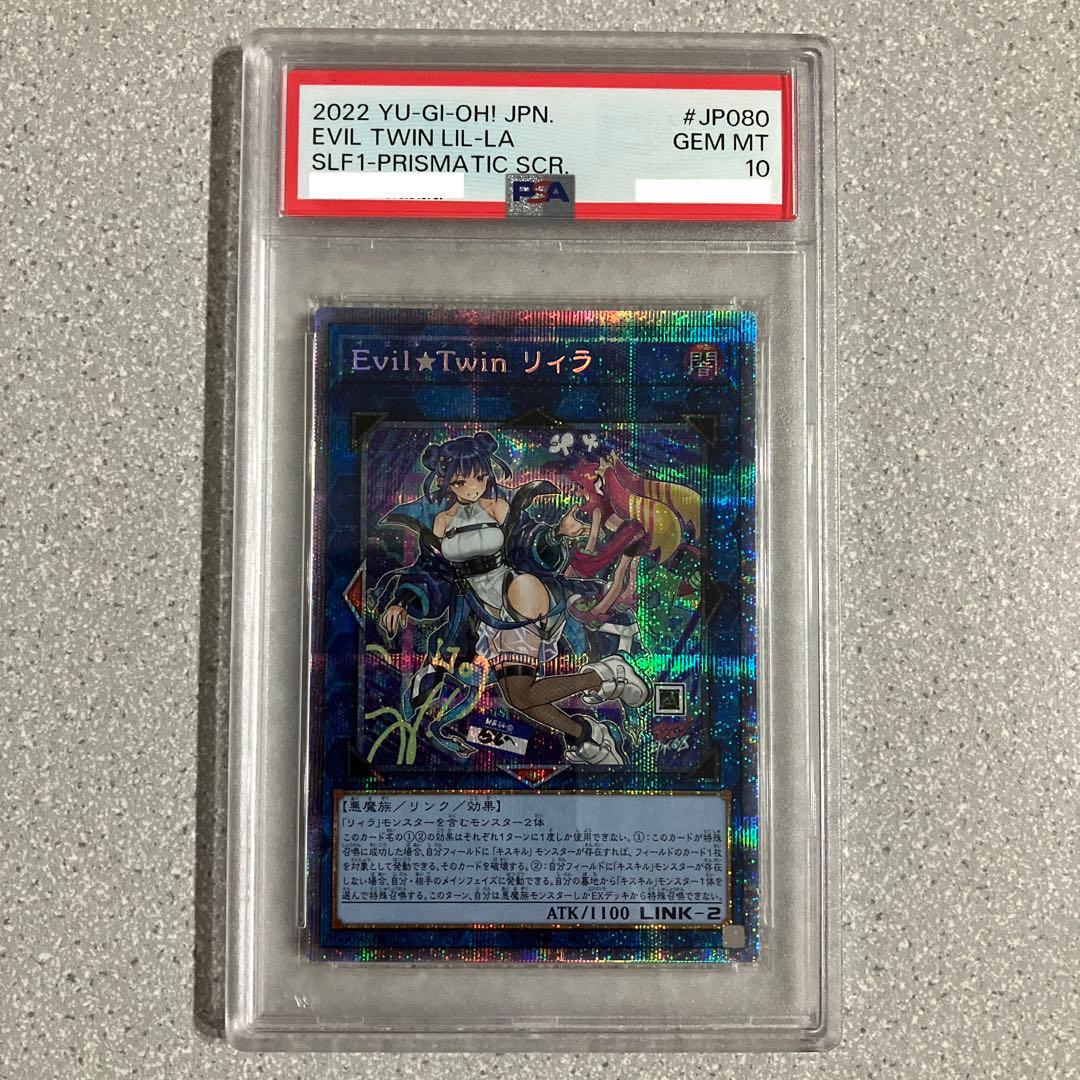 2022 YU-GI-OH! JPN.
#JP080
EVIL TWIN LIL-LA
GEM MT
SLF1-PRISMATIC SCR.
10
PSA
イビルツイン
Evil★Twin リィラ
闇
【悪魔族／リンク／効果】
「リィラ」モンスターを含むモンスター2体
このカード名の①②の効果はそれぞれ1ターンに1度しか使用できない。①：このカードが特殊
召喚に成功した場合、自分フィールドに「キスキル」モンスターが存在すれば、フィールドのカード1枚
を対象として発動できる。そのカードを破壊する。②：自分フィールドに「キスキル」モンスターが存在
しない場合、自分・相手のメインフェイズに発動できる。自分の墓地から「キスキル」モンスター1体を
選んで特殊召喚する。このターン、自分は悪魔族モンスターしかEXデッキから特殊召喚できない。
ATK/1100 LINK-2